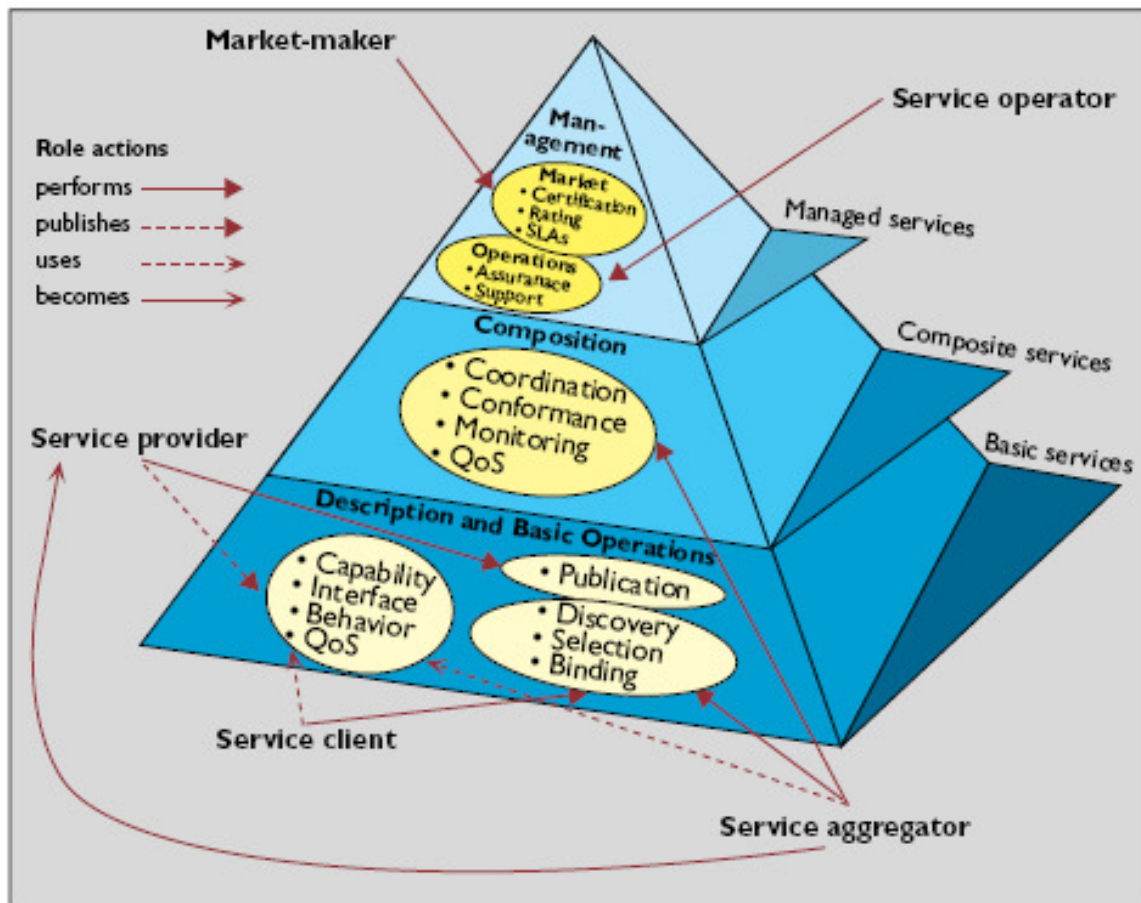 Market-maker
Service operator
Role actions
performs
publishes
uses
becomes
Man-
agement
Market
• Certification
• Rating
• SLAs
Operations
• Assuranace
• Support
Managed services
Composition
• Coordination
• Conformance
• Monitoring
• QoS
Composite services
Service provider
Description and Basic Operations
• Capability
• Interface
• Behavior
• QoS
• Publication
• Discovery
• Selection
• Binding
Basic services
Service client
Service aggregator